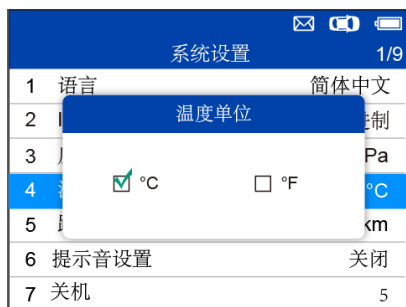 系统设置 1/9
1 语言 简体中文
2 进制
3 Pa
温度单位
°C °F
4 °C
5 km
6 提示音设置 关闭
7 关机 5